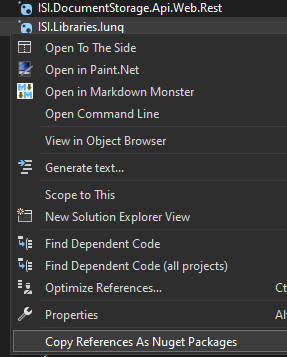 ISI.DocumentStorage.Api.Web.Rest
ISI.Libraries.lunq
Open To The Side
Open in Paint.Net
Open in Markdown Monster
Open Command Line
View in Object Browser
Generate text...
Scope to This
New Solution Explorer View
Find Dependent Code
Find Dependent Code (all projects)
Optimize References... Ct
Properties Alt
Copy References As Nuget Packages